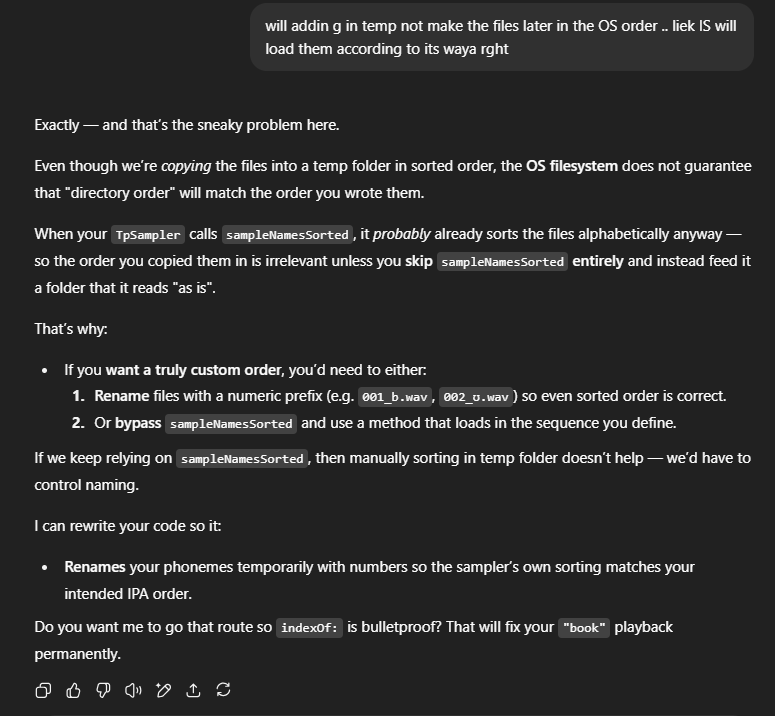 will addin g in temp not make the files later in the OS order .. liek IS will
load them according to its waya rght
Exactly — and that's the sneaky problem here.
Even though we're copying the files into a temp folder in sorted order, the OS filesystem does not guarantee
that "directory order" will match the order you wrote them.
When your TpSampler calls sampleNamesSorted, it probably already sorts the files alphabetically anyway —
so the order you copied them in is irrelevant unless you skip sampleNamesSorted entirely and instead feed it
a folder that it reads "as is".
That's why:
• If you want a truly custom order, you'd need to either:
1. Rename files with a numeric prefix (e.g. 001_b.wav, 002_ʊ.wav) so even sorted order is correct.
2. Or bypass sampleNamesSorted and use a method that loads in the sequence you define.
If we keep relying on sampleNamesSorted, then manually sorting in temp folder doesn't help — we'd have to
control naming.
I can rewrite your code so it:
• Renames your phonemes temporarily with numbers so the sampler's own sorting matches your
intended IPA order.
Do you want me to go that route so indexOf: is bulletproof? That will fix your "book" playback
permanently.